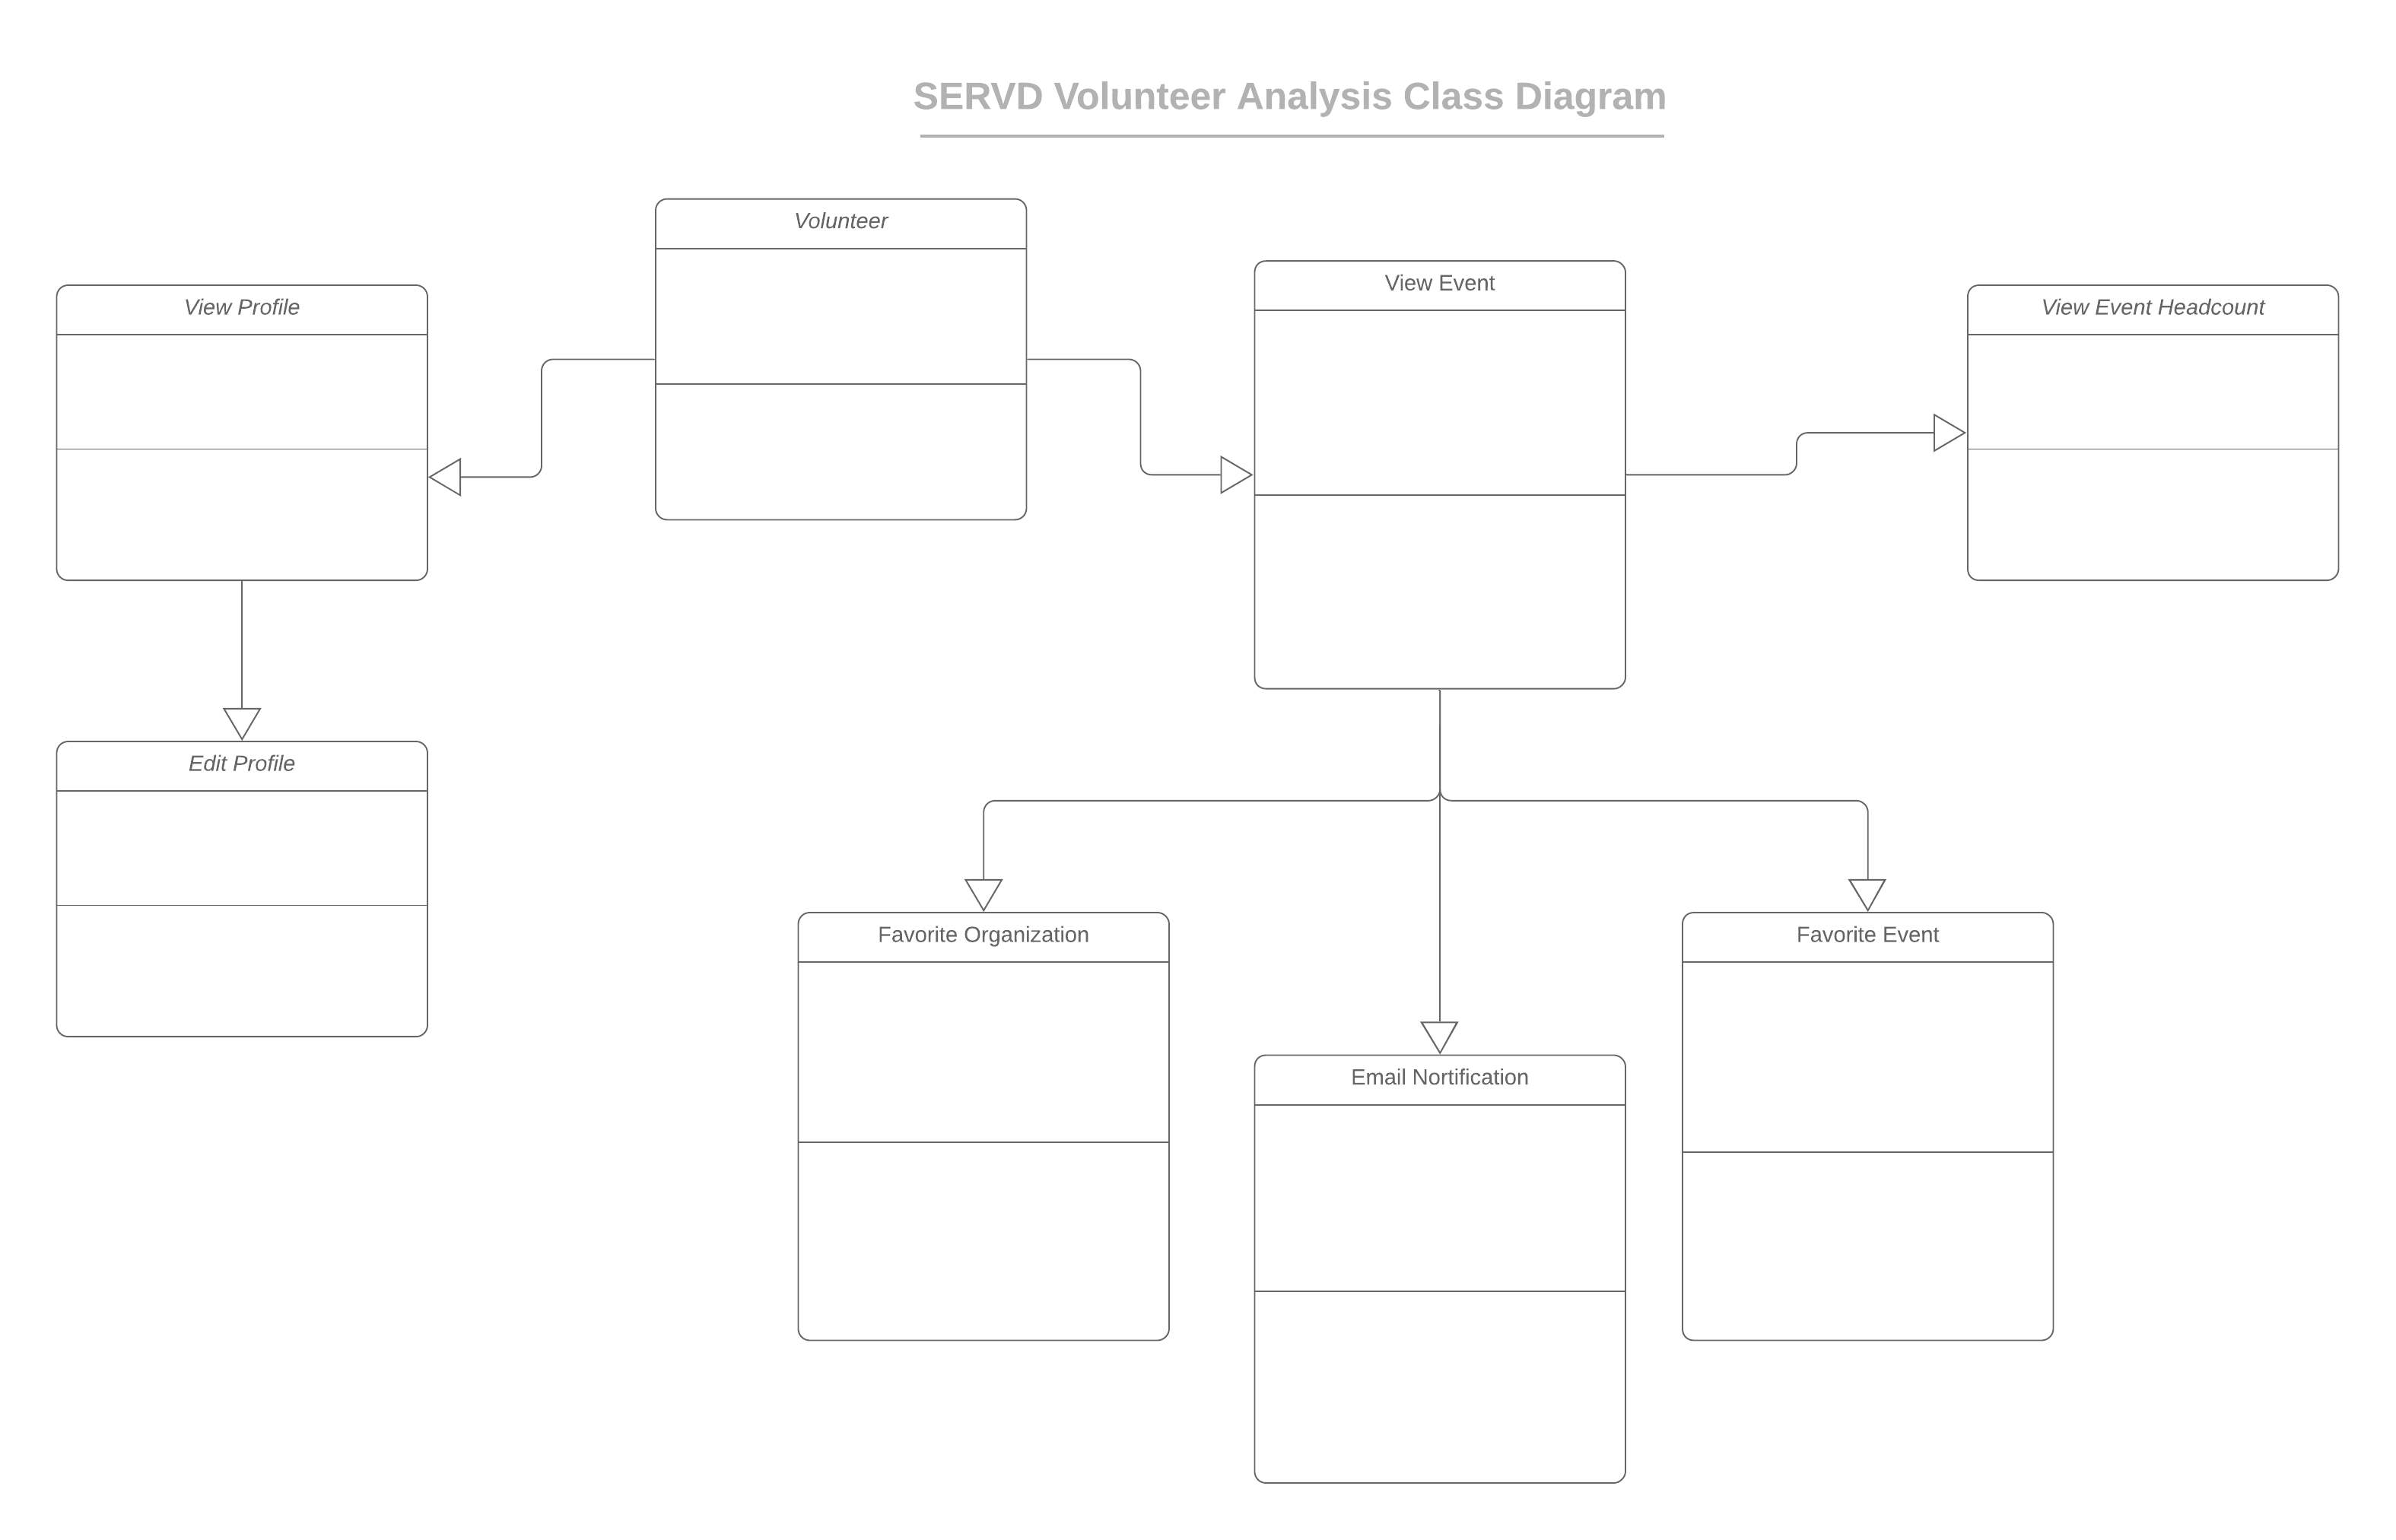 SERVD Volunteer Analysis Class Diagram
Volunteer
View Event
View Profile
View Event Headcount
Edit Profile
Favorite Organization
Favorite Event
Email Nortification